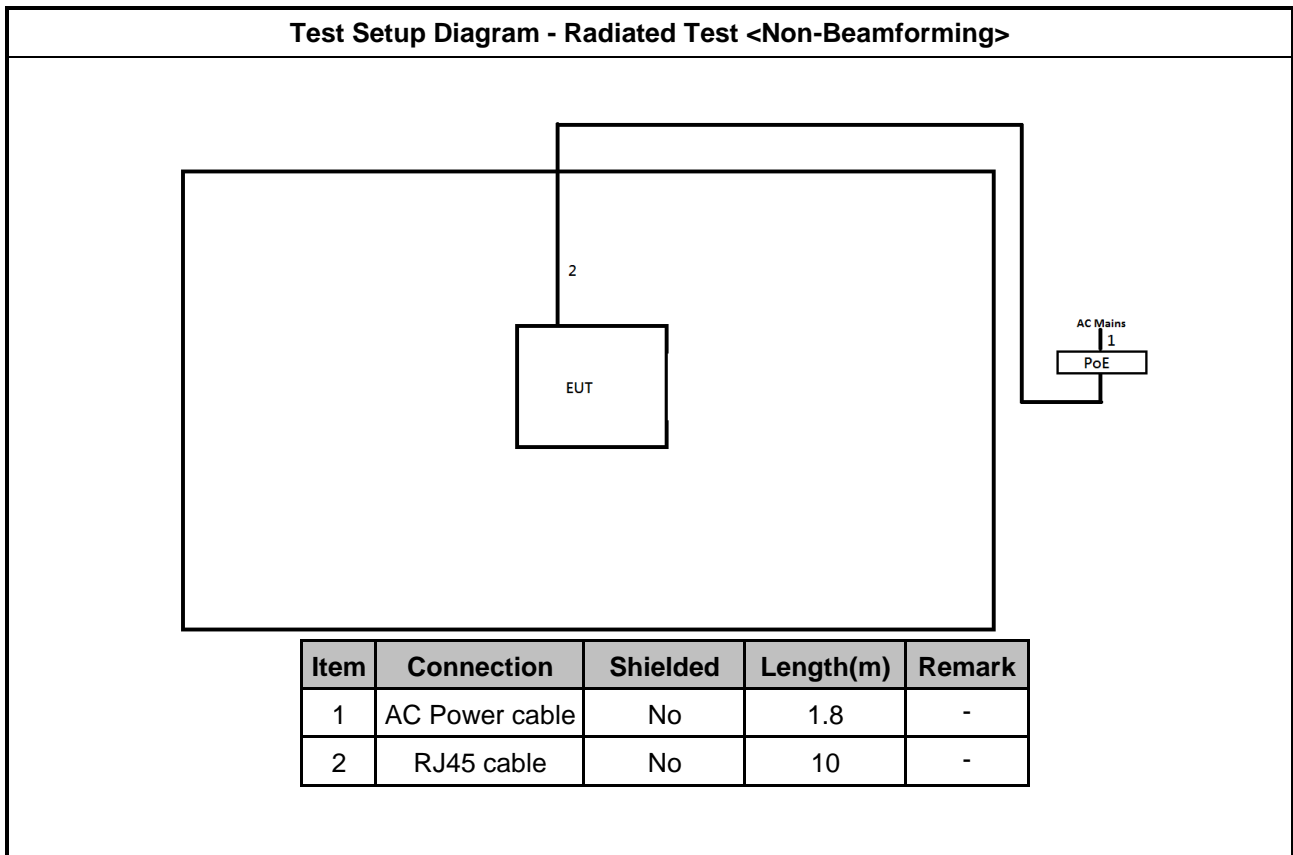 Test Setup Diagram - Radiated Test <Non-Beamforming>
2
AC Mains
1
PoE
EUT
Item Connection Shielded Length(m) Remark
1 AC Power cable No 1.8 -
2 RJ45 cable No 10 -